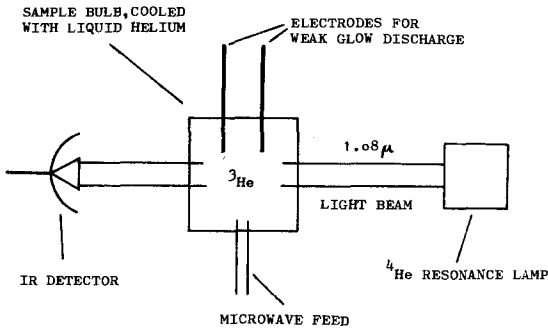 SAMPLE BULB,COOLED
WITH LIQUID HELIUM
ELECTRODES FOR
WEAK GLOW DISCHARGE
1.08μ
³He
LIGHT BEAM
IR DETECTOR
⁴He RESONANCE LAMP
MICROWAVE FEED